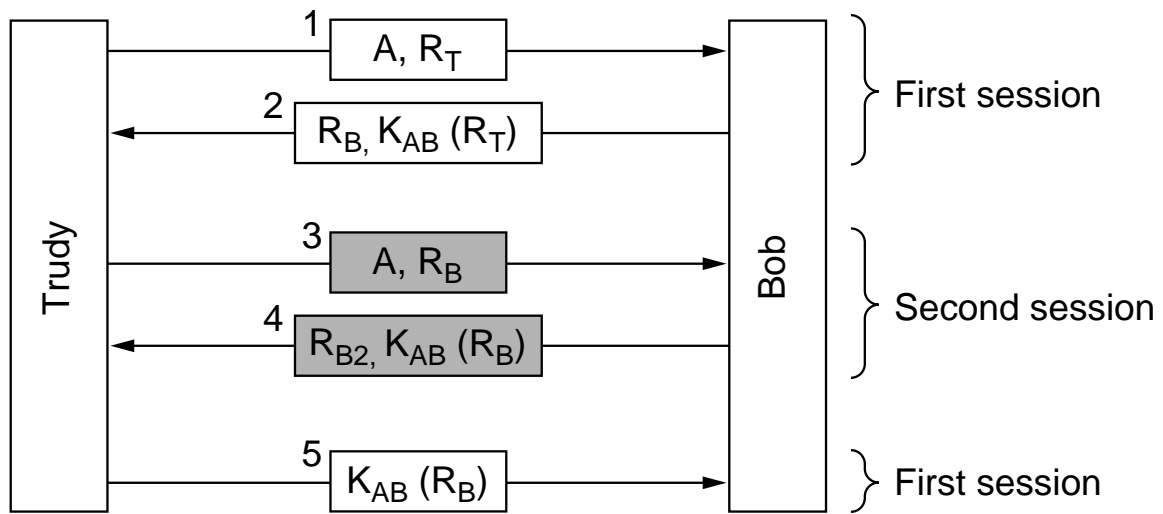 1
A, R_T
First session
2
R_B, K_AB (R_T)
Trudy
Bob
3
A, R_B
Second session
4
R_B2, K_AB (R_B)
5
K_AB (R_B)
First session